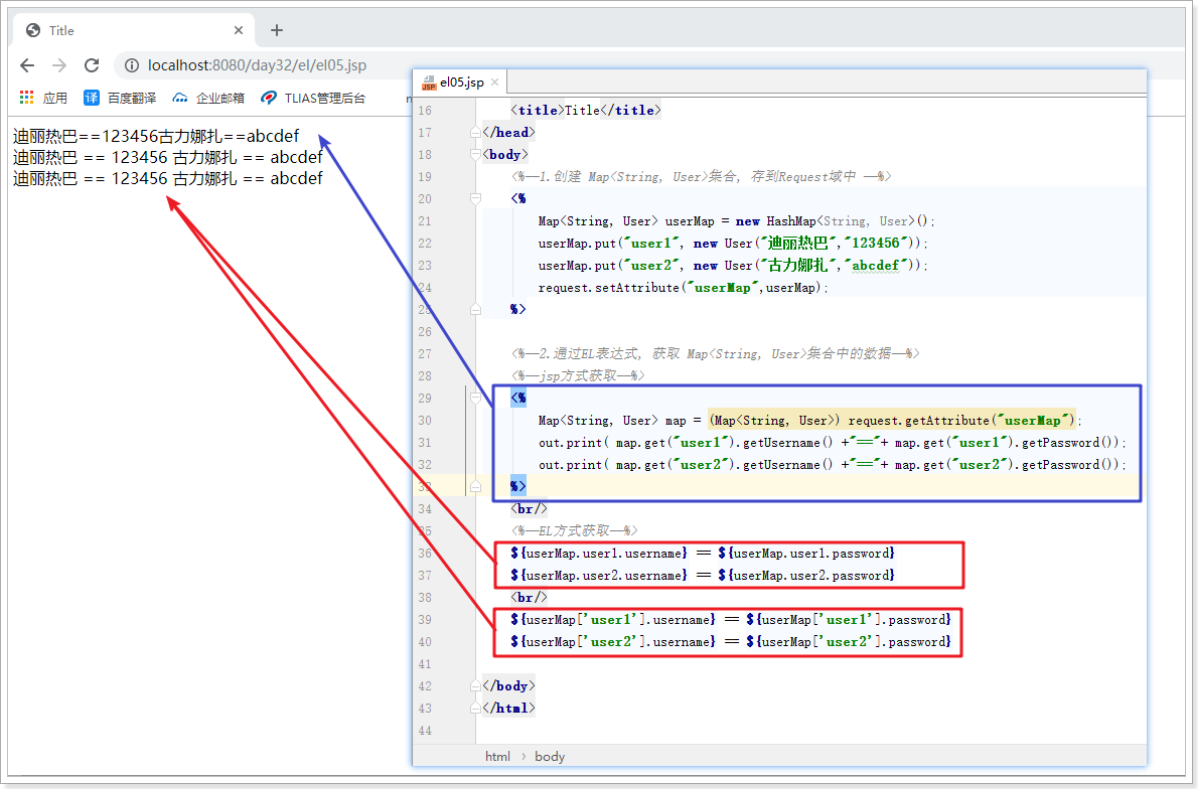 Title
localhost:8080/day32/el/el05.jsp
应用 百度翻译 企业邮箱 TLIAS管理后台
迪丽热巴==123456古力娜扎==abcdef
迪丽热巴 == 123456 古力娜扎 == abcdef
迪丽热巴 == 123456 古力娜扎 == abcdef
el05.jsp
16 <title>Title</title>
17 </head>
18 <body>
19 <%--1.创建 Map<String, User>集合, 存到Request域中 --%>
20 <%
21 Map<String, User> userMap = new HashMap<String, User>();
22 userMap.put("user1", new User("迪丽热巴","123456"));
23 userMap.put("user2", new User("古力娜扎","abcdef"));
24 request.setAttribute("userMap",userMap);
25 %>
26
27 <%--2.通过EL表达式, 获取 Map<String, User>集合中的数据--%>
28 <%--jsp方式获取--%>
29 <%
30 Map<String, User> map = (Map<String, User>) request.getAttribute("userMap");
31 out.print( map.get("user1").getUsername() +"=="+ map.get("user1").getPassword());
32 out.print( map.get("user2").getUsername() +"=="+ map.get("user2").getPassword());
33 %>
34 <br/>
35 <%--EL方式获取--%>
36 ${userMap.user1.username} == ${userMap.user1.password}
37 ${userMap.user2.username} == ${userMap.user2.password}
38 <br/>
39 ${userMap['user1'].username} == ${userMap['user1'].password}
40 ${userMap['user2'].username} == ${userMap['user2'].password}
41
42 </body>
43 </html>
44
html › body